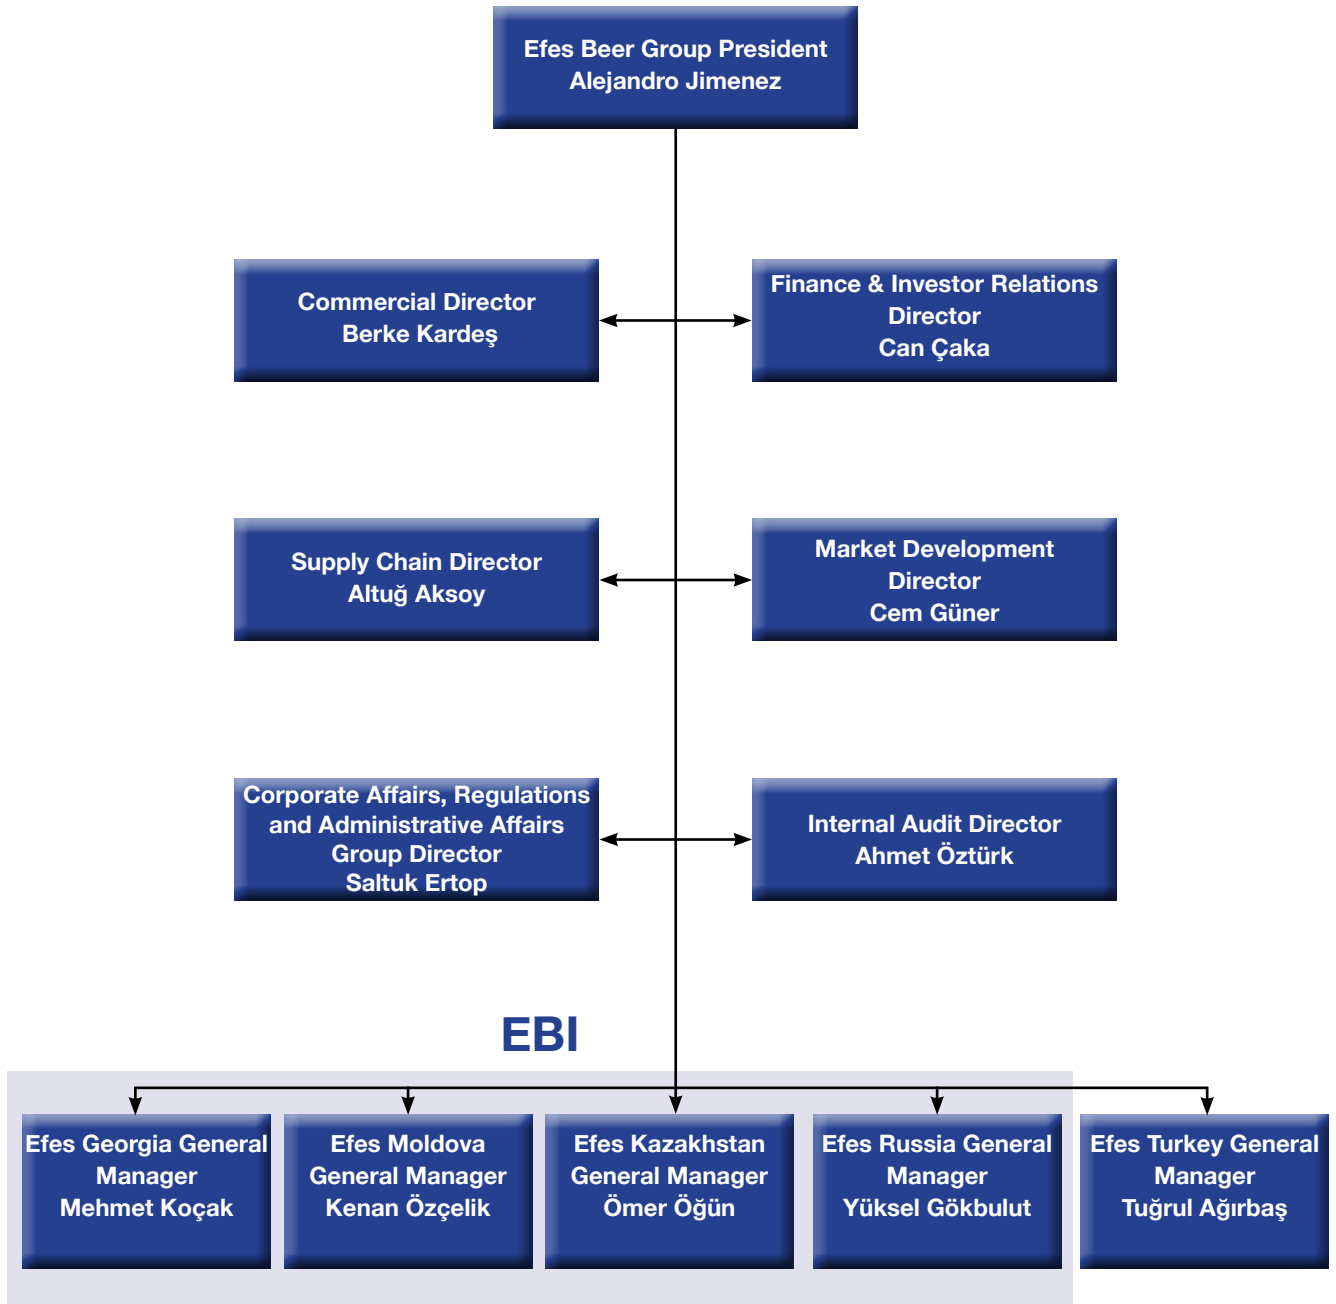 Efes Beer Group President
Alejandro Jimenez
Commercial Director
Berke Kardeş
Finance & Investor Relations
Director
Can Çaka
Supply Chain Director
Altuğ Aksoy
Market Development
Director
Cem Güner
Corporate Affairs, Regulations
and Administrative Affairs
Group Director
Saltuk Ertop
Internal Audit Director
Ahmet Öztürk
EBI
Efes Georgia General
Manager
Mehmet Koçak
Efes Moldova
General Manager
Kenan Özçelik
Efes Kazakhstan
General Manager
Ömer Öğün
Efes Russia General
Manager
Yüksel Gökbulut
Efes Turkey General
Manager
Tuğrul Ağırbaş